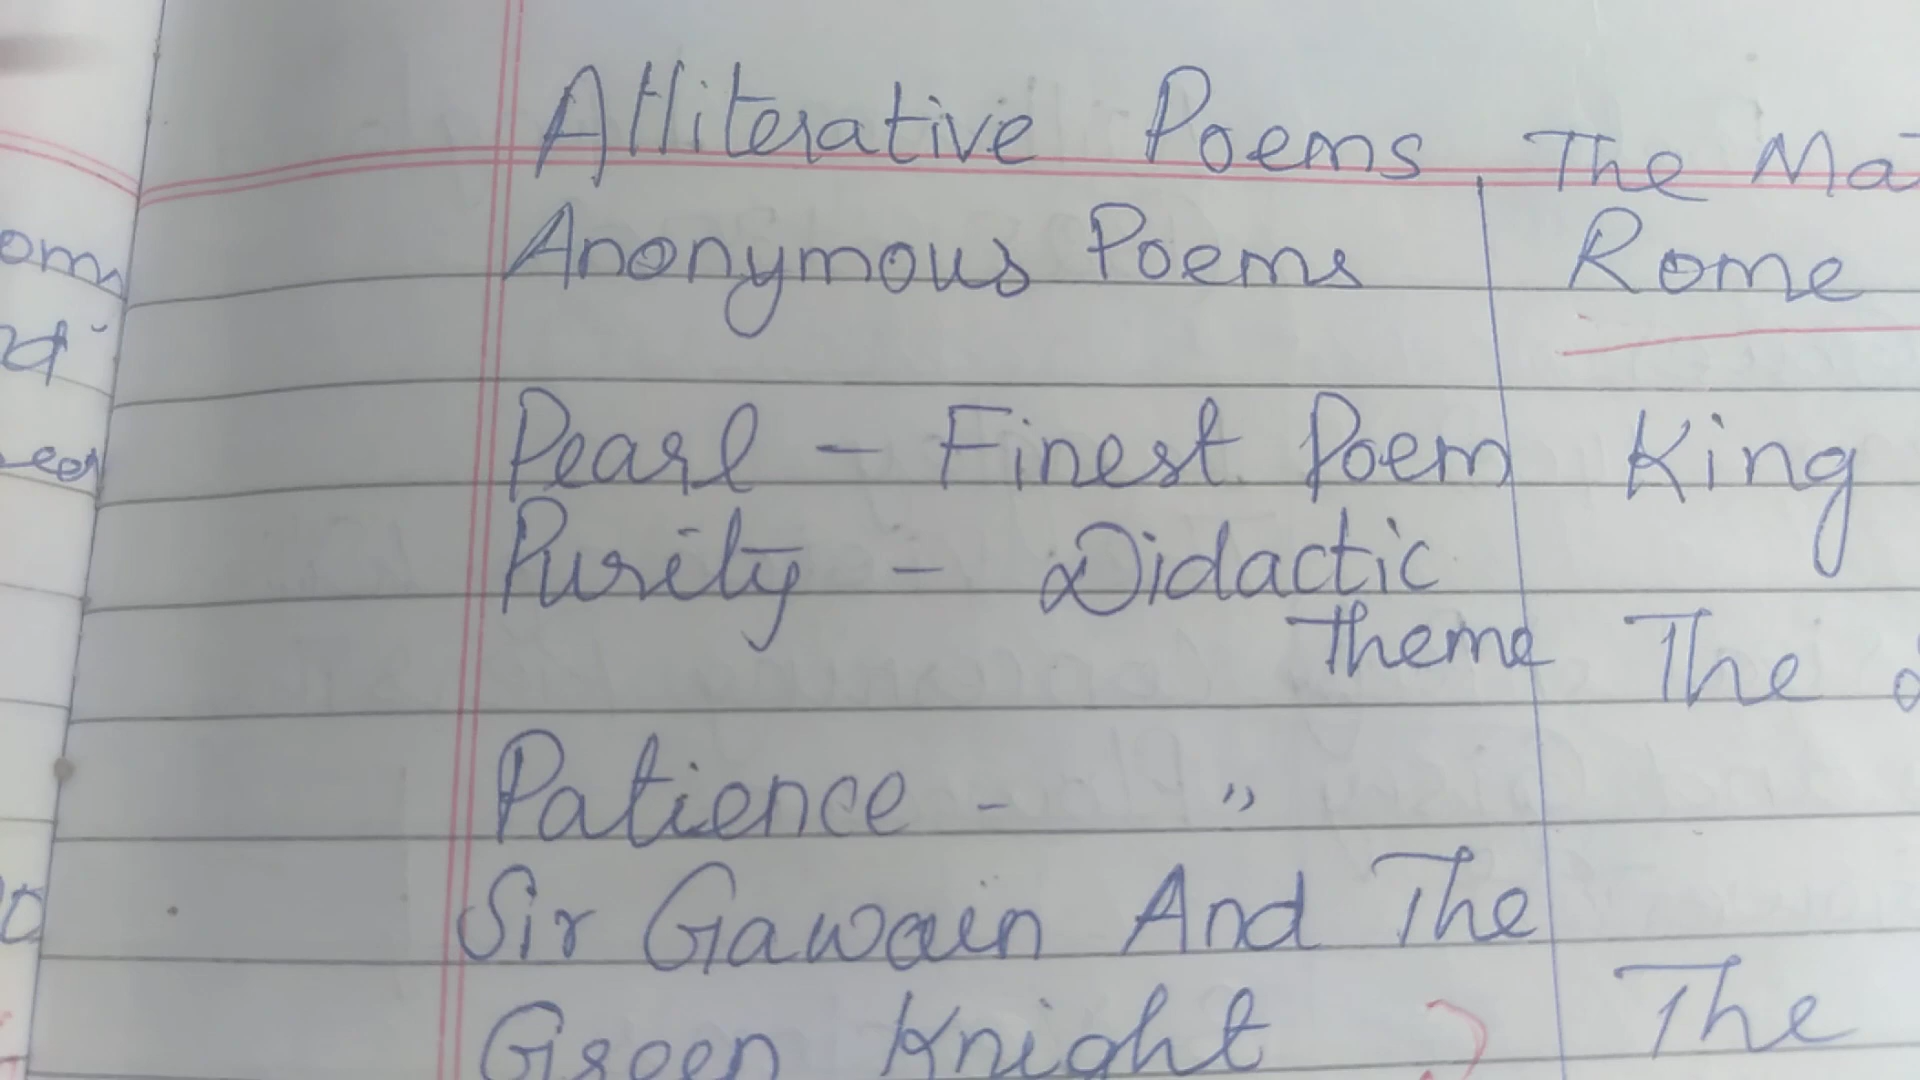 Alliterative Poems
Anonymous Poems
Pearl - Finest Poem
Purity - Didactic
Theme
Patience - "
Sir Gawain And The
Green Knight
The
Rome
King
The
The